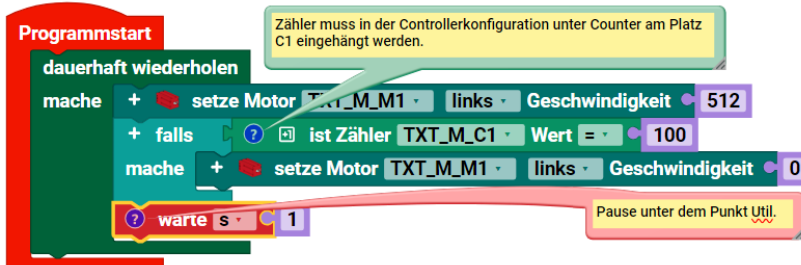 Zähler muss in der Controllerkonfiguration unter Counter am Platz
C1 eingehängt werden.
Programmstart
dauerhaft wiederholen
mache + setze Motor TXT_M_M1 links Geschwindigkeit 512
+ falls ? ist Zähler TXT_M_C1 Wert = 100
mache + setze Motor TXT_M_M1 links Geschwindigkeit 0
? warte s 1
Pause unter dem Punkt Util.